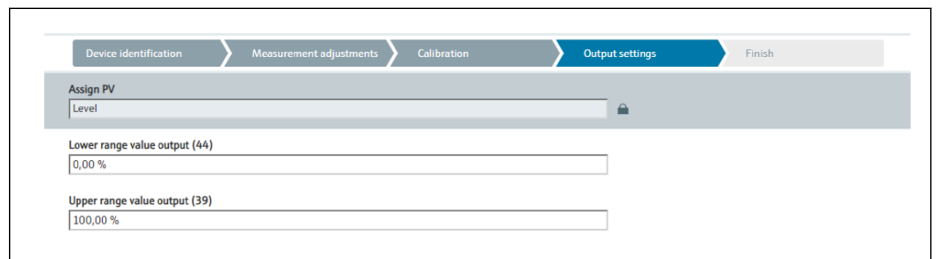 Device identification Measurement adjustments Calibration Output settings Finish
Assign PV
Level
Lower range value output (44)
0,00 %
Upper range value output (39)
100,00 %